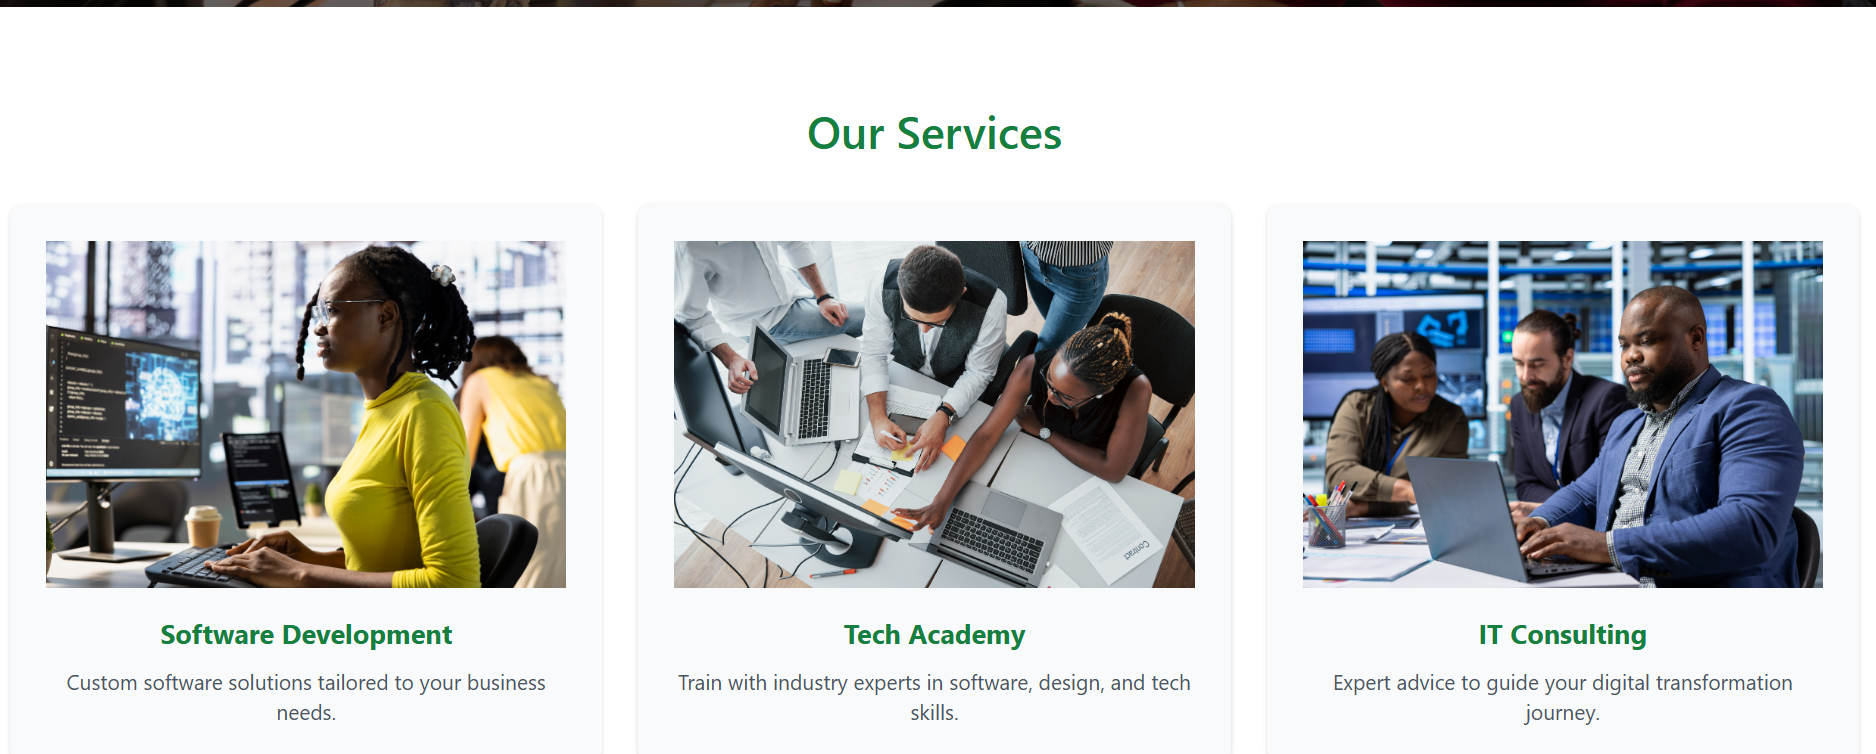 Our Services
Contract
Software Development
Tech Academy
IT Consulting
Custom software solutions tailored to your business
needs.
Train with industry experts in software, design, and tech
skills.
Expert advice to guide your digital transformation
journey.